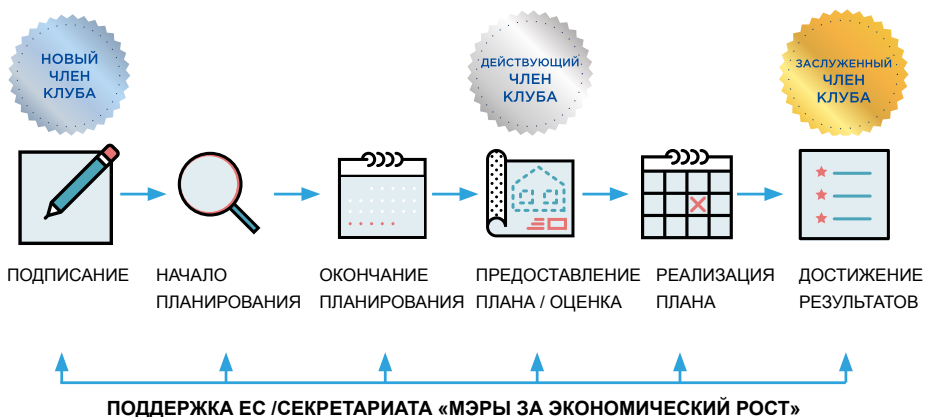 НОВЫЙ
ЧЛЕН
КЛУБА
ДЕЙСТВУЮЩИЙ
ЧЛЕН
КЛУБА
ЗАСЛУЖЕННЫЙ
ЧЛЕН
КЛУБА
ПОДПИСАНИЕ
НАЧАЛО
ПЛАНИРОВАНИЯ
ОКОНЧАНИЕ
ПЛАНИРОВАНИЯ
ПРЕДОСТАВЛЕНИЕ
ПЛАНА / ОЦЕНКА
РЕАЛИЗАЦИЯ
ПЛАНА
ДОСТИЖЕНИЕ
РЕЗУЛЬТАТОВ
ПОДДЕРЖКА ЕС /СЕКРЕТАРИАТА «МЭРЫ ЗА ЭКОНОМИЧЕСКИЙ РОСТ»